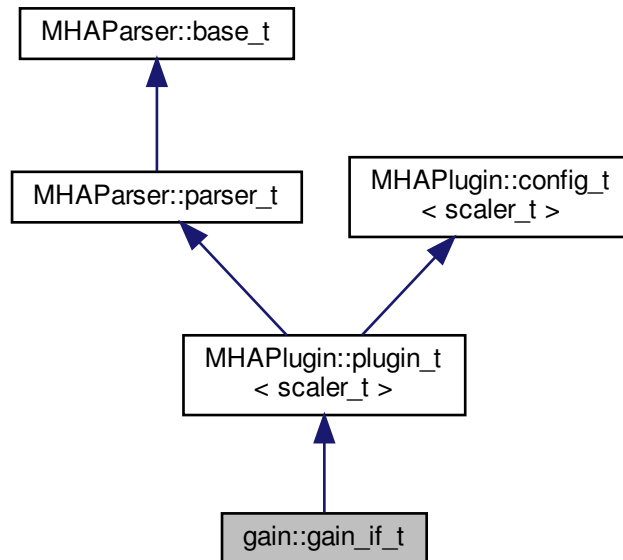 MHAParser::base_t
MHAParser::parser_t
MHAPlugin::config_t
< scaler_t >
MHAPlugin::plugin_t
< scaler_t >
gain::gain_if_t